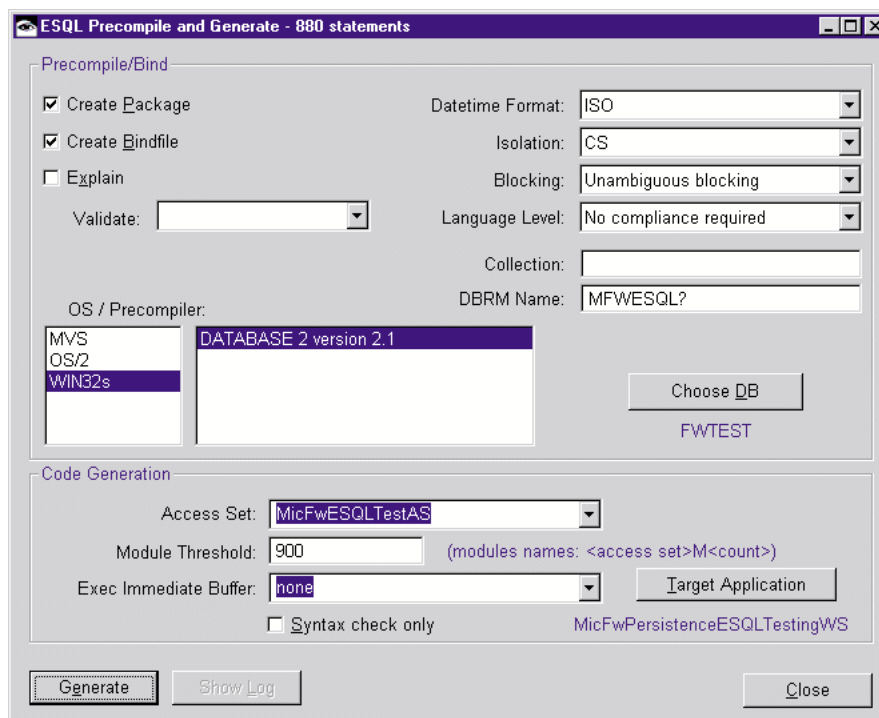 ESQL Precompile and Generate - 880 statements
Precompile/Bind
Create Package
Datetime Format: ISO
Create Bindfile
Isolation: CS
Explain
Blocking: Unambiguous blocking
Validate:
Language Level: No compliance required
Collection:
DBRM Name: MFWESQL?
OS / Precompiler:
MVS
OS/2
WIN32s
DATABASE 2 version 2.1
Choose DB
FWTEST
Code Generation
Access Set: MicFwESQLTestAS
Module Threshold: 900 (modules names: <access set>M<count>)
Exec Immediate Buffer: none
Target Application
Syntax check only
MicFwPersistenceESQLTestingWS
Generate
Show Log
Close